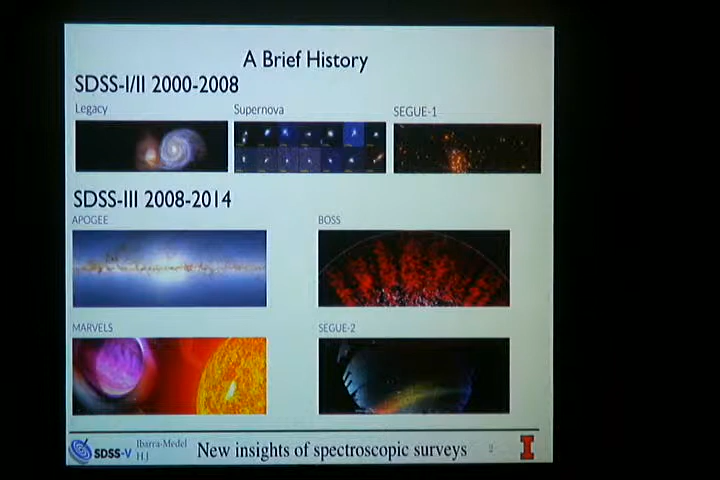 A Brief History
SDSS-I/II 2000-2008
Legacy Supernova SEGUE-1
SDSS-III 2008-2014
APOGEE BOSS
MARVELS SEGUE-2
SDSS-V Ibarra-Medel HJ New insights of spectroscopic surveys 2